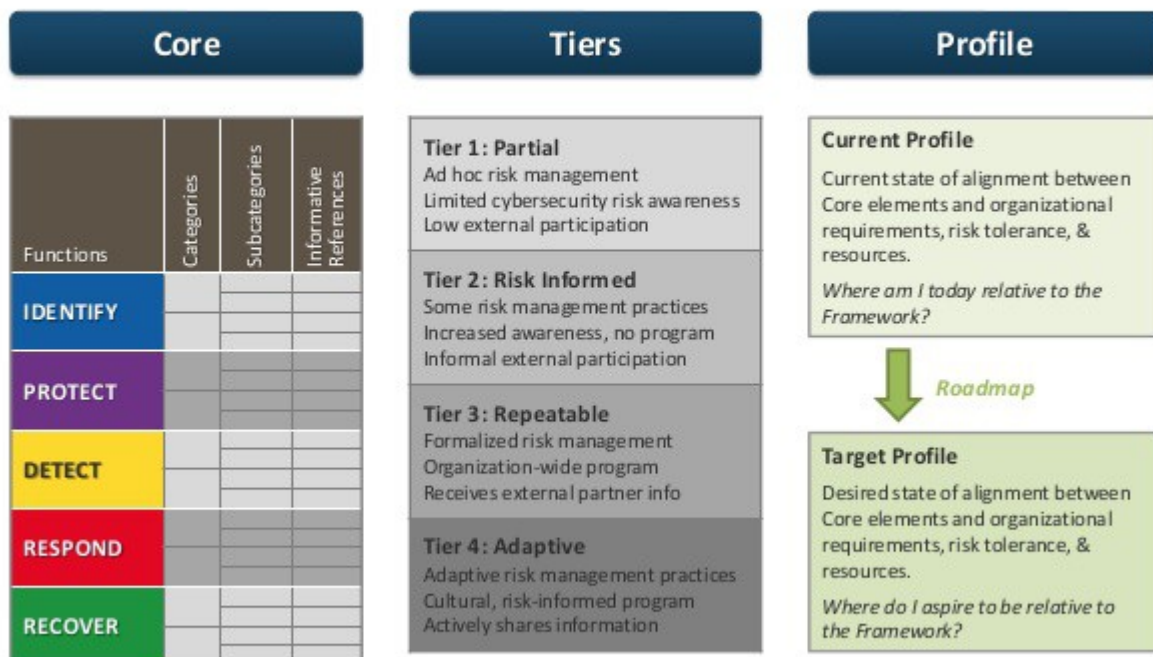 Core
Functions
Categories
Subcategories
Informative
References
IDENTIFY
PROTECT
DETECT
RESPOND
RECOVER
Tiers
Tier 1: Partial
Ad hoc risk management
Limited cybersecurity risk awareness
Low external participation
Tier 2: Risk Informed
Some risk management practices
Increased awareness, no program
Informal external participation
Tier 3: Repeatable
Formalized risk management
Organization-wide program
Receives external partner info
Tier 4: Adaptive
Adaptive risk management practices
Cultural, risk-informed program
Actively shares information
Profile
Current Profile
Current state of alignment between
Core elements and organizational
requirements, risk tolerance, &
resources.
Where am I today relative to the
Framework?
Roadmap
Target Profile
Desired state of alignment between
Core elements and organizational
requirements, risk tolerance, &
resources.
Where do I aspire to be relative to
the Framework?